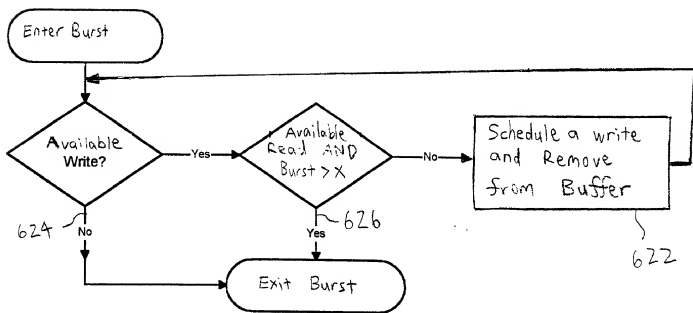 Enter Burst
Available
Write?
Yes
Available
Read AND
Burst > X
No
Schedule a write
and Remove
from Buffer
624
No
626
Yes
622
Exit Burst